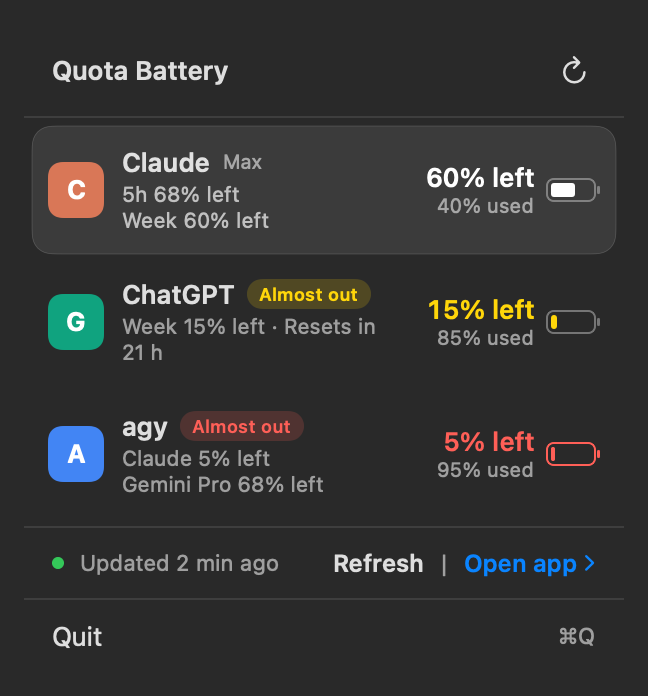 Quota Battery
C
Claude Max
5h 68% left
Week 60% left
60% left
40% used
G
ChatGPT Almost out
Week 15% left · Resets in
21 h
15% left
85% used
A
agy Almost out
Claude 5% left
Gemini Pro 68% left
5% left
95% used
Updated 2 min ago Refresh | Open app >
Quit ⌘Q